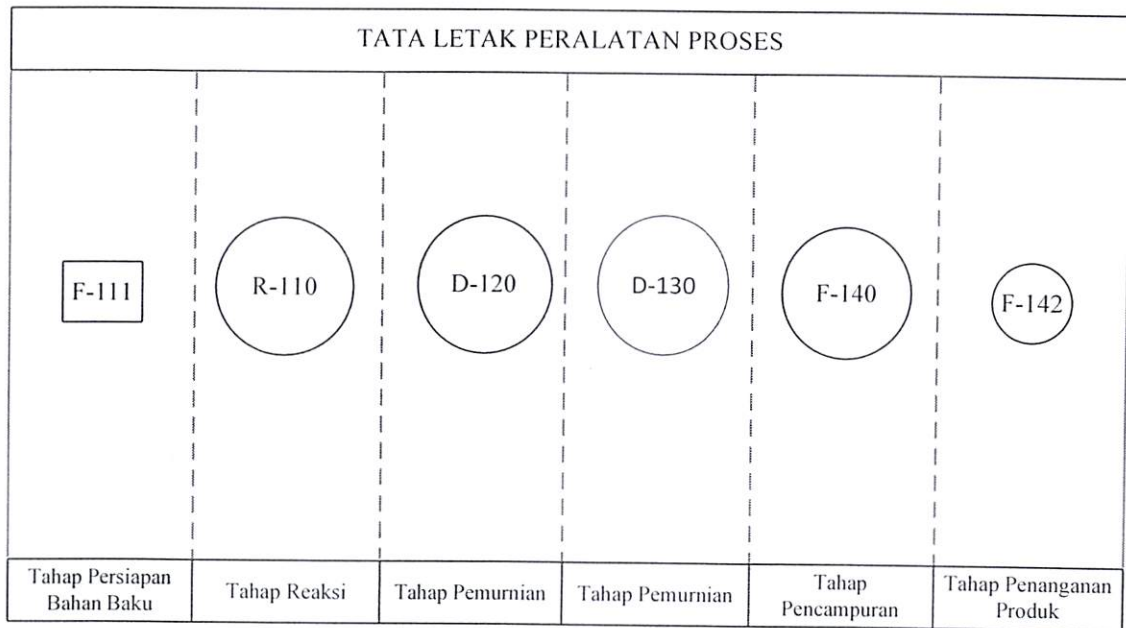 TATA LETAK PERALATAN PROSES
F-111
R-110
D-120
D-130
F-140
F-142
Tahap Persiapan
Bahan Baku
Tahap Reaksi
Tahap Pemurnian
Tahap Pemurnian
Tahap
Pencampuran
Tahap Penanganan
Produk